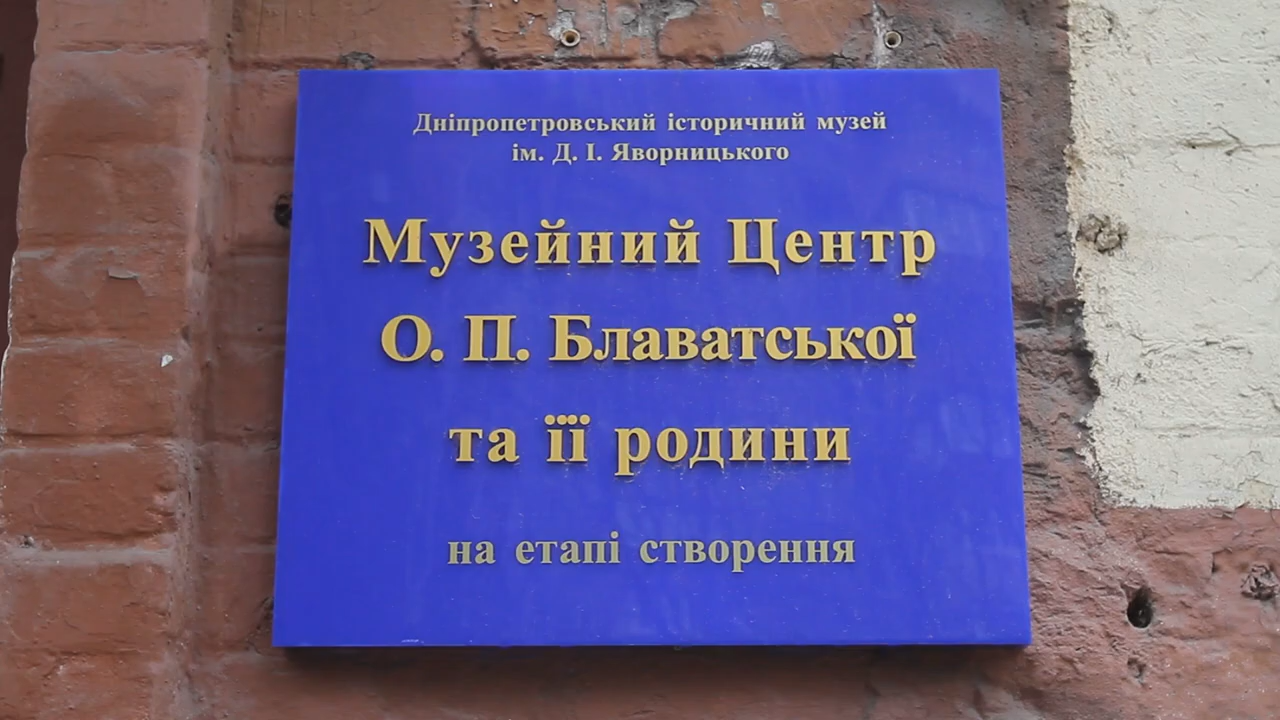 Дніпропетровський історичний музей
ім. Д. І. Яворницького
Музейний Центр
О. П. Блаватської
та її родини
на етапі створення